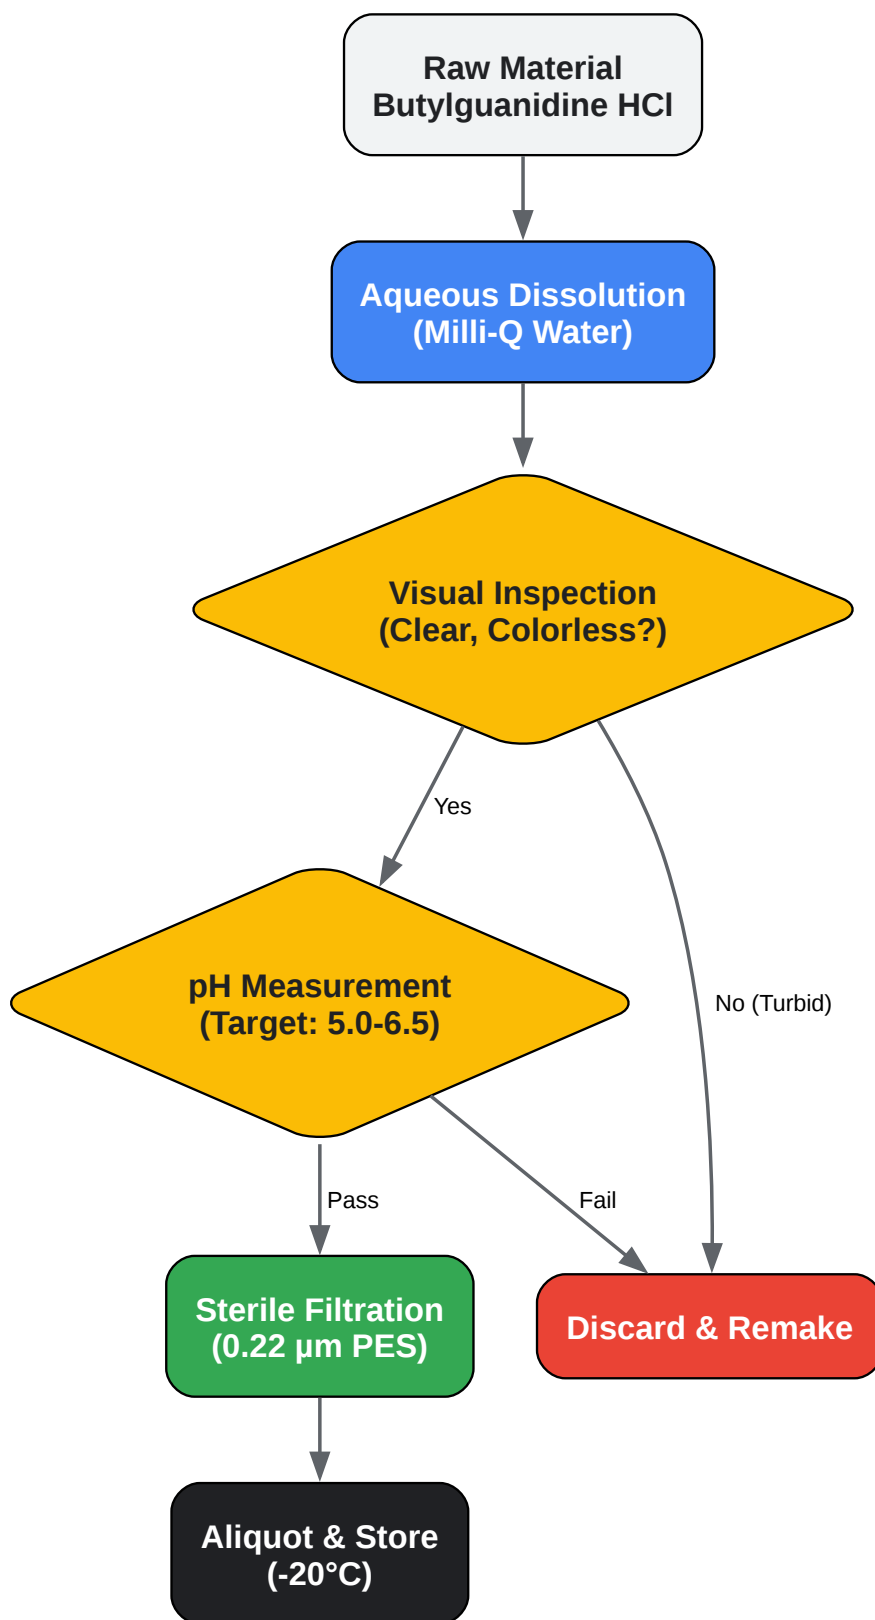 Raw Material
Butylguanidine HCl
Aqueous Dissolution
(Milli-Q Water)
Visual Inspection
(Clear, Colorless?)
Yes
pH Measurement
(Target: 5.0-6.5)
No (Turbid)
Pass
Fail
Sterile Filtration
(0.22 µm PES)
Discard & Remake
Aliquot & Store
(-20°C)